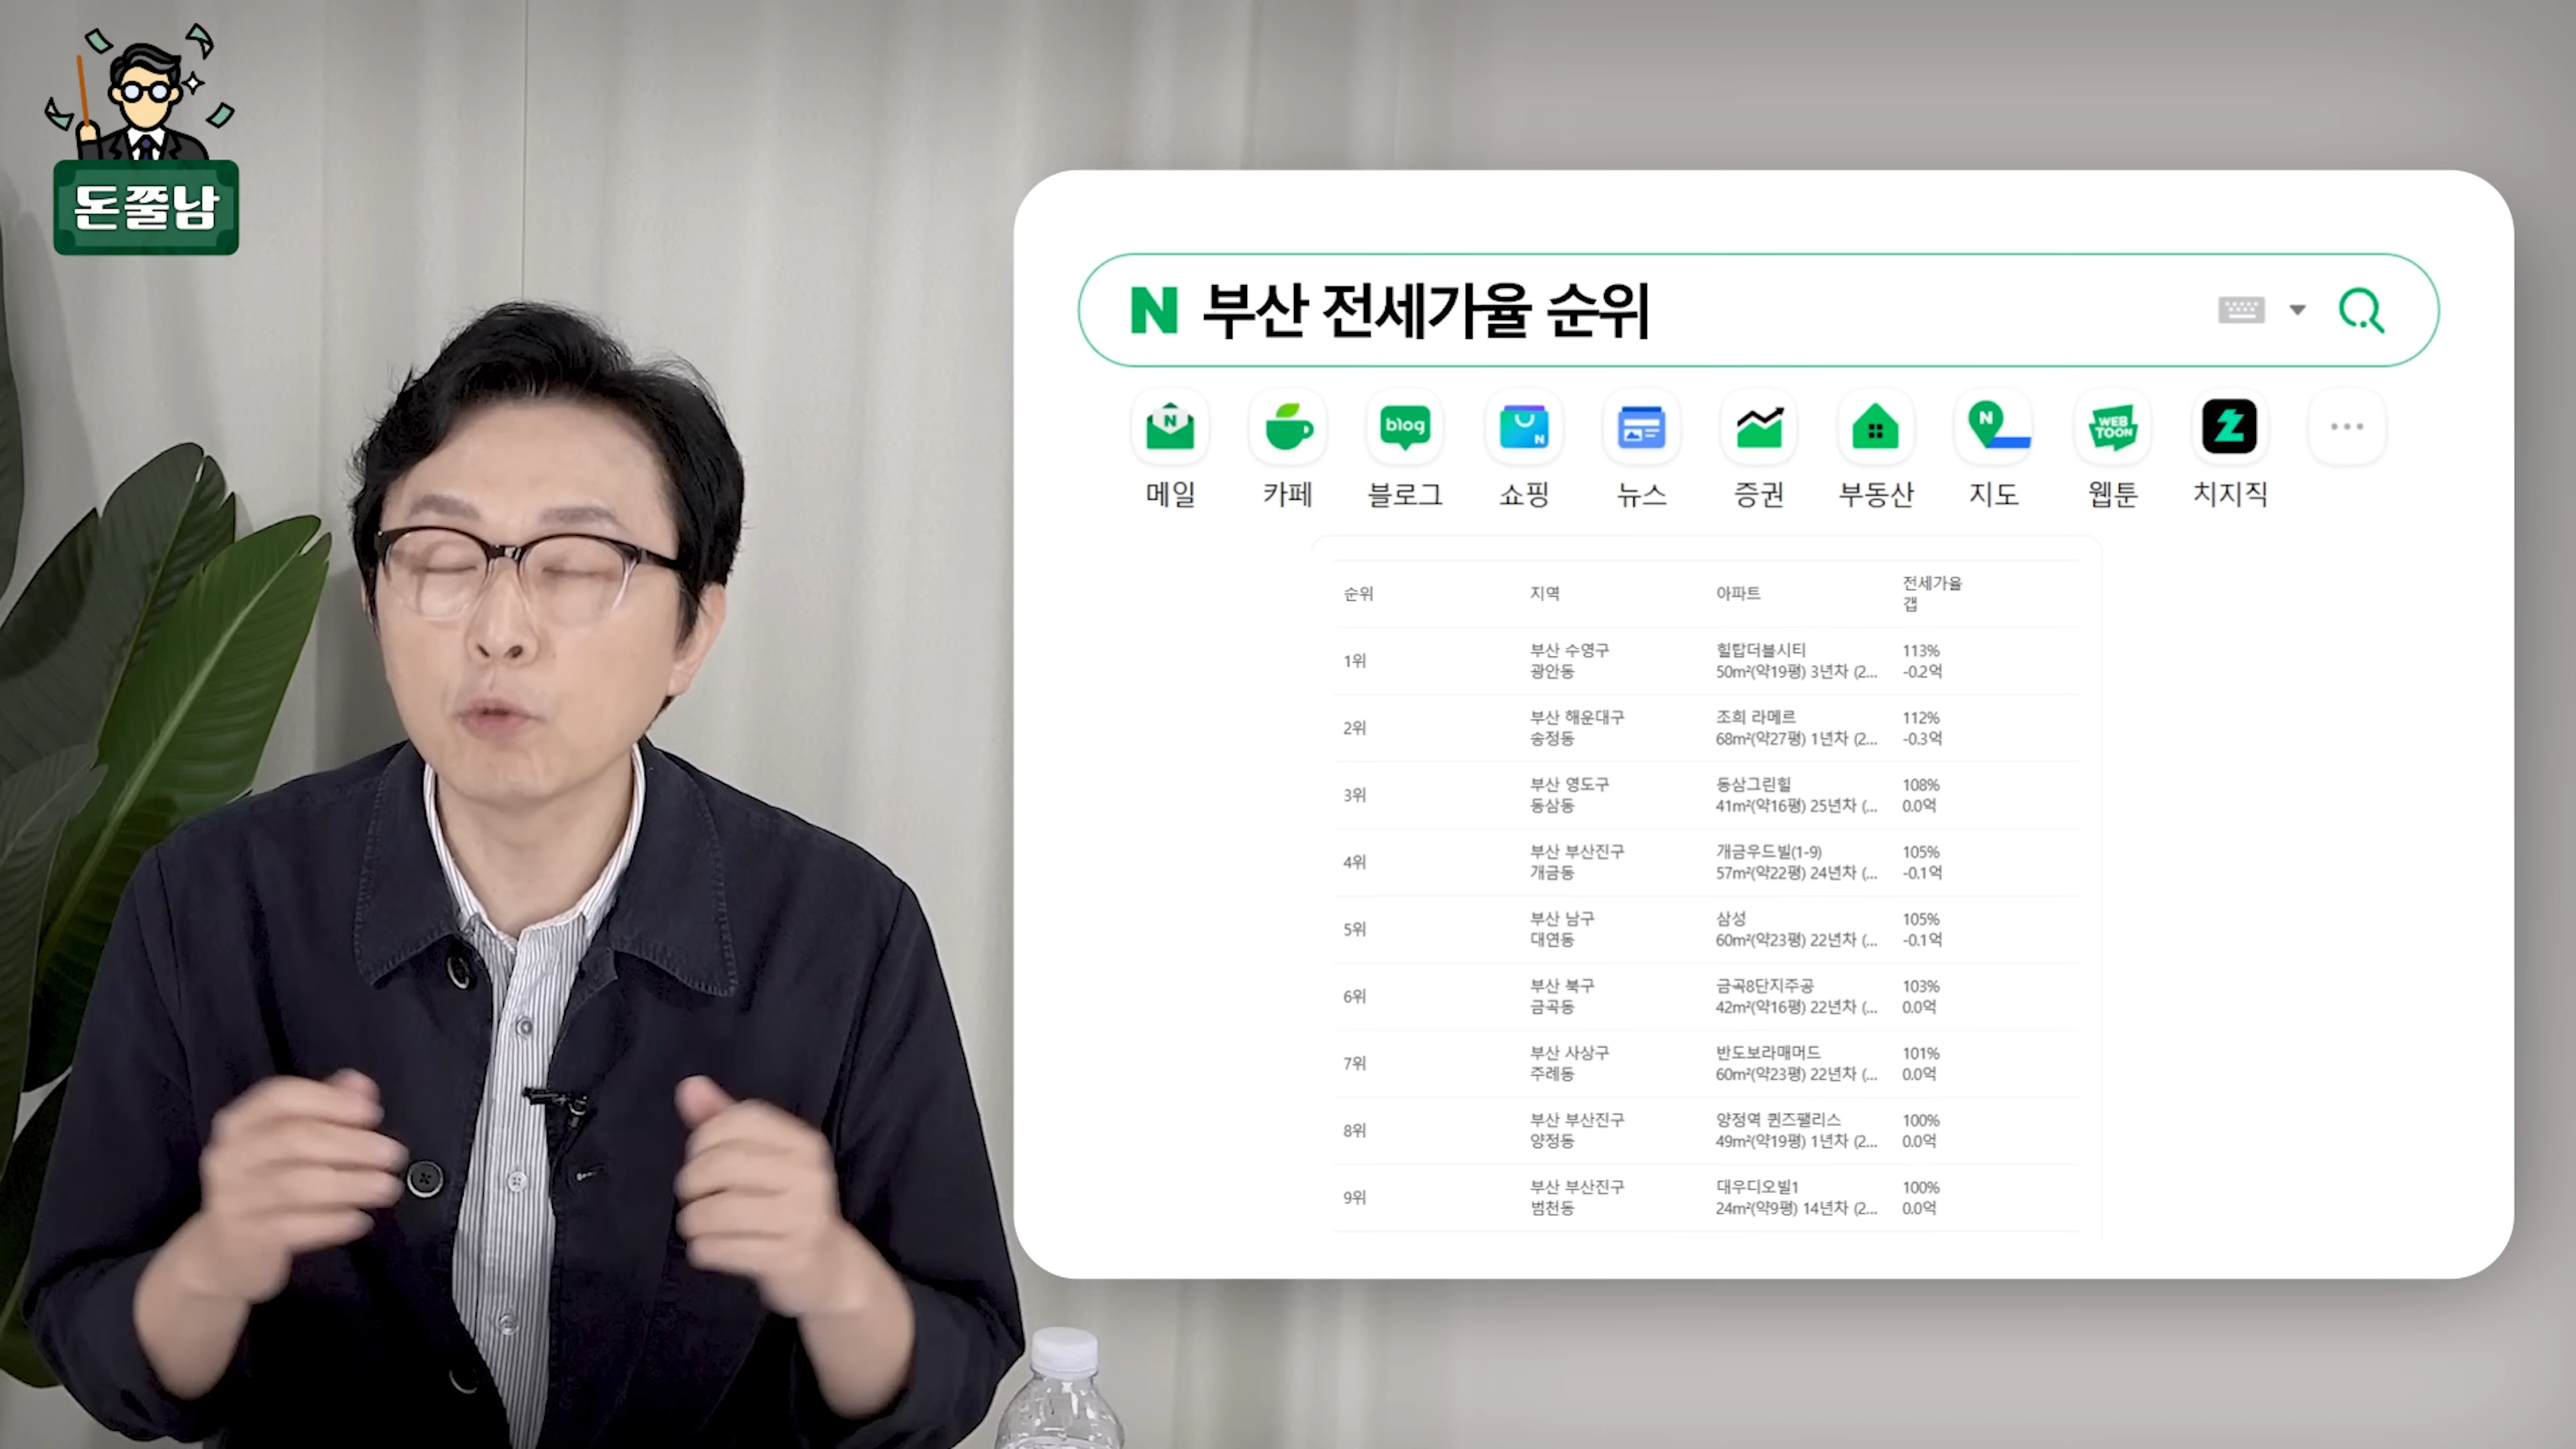 돈쭐남
N 부산 전세가율 순위
N
blog
N
N
WEB
TOON
메일 카페 블로그 쇼핑 뉴스 증권 부동산 지도 웹툰 치지직
순위 지역 아파트 전세가율
갭
1위 부산 수영구 힐탑더블시티 113%
광안동 50m²(약19평) 3년차 (2... -0.2억
2위 부산 해운대구 조희 라메르 112%
송정동 68m²(약27평) 1년차 (2... -0.3억
3위 부산 영도구 동삼그린힐 108%
동삼동 41m²(약16평) 25년차 (... 0.0억
4위 부산 부산진구 개금우드빌(1-9) 105%
개금동 57m²(약22평) 24년차 (... -0.1억
5위 부산 남구 삼성 105%
대연동 60m²(약23평) 22년차 (... -0.1억
6위 부산 북구 금곡8단지주공 103%
금곡동 42m²(약16평) 22년차 (... 0.0억
7위 부산 사상구 반도보라매머드 101%
주례동 60m²(약23평) 22년차 (... 0.0억
8위 부산 부산진구 양정역 퀸즈팰리스 100%
양정동 49m²(약19평) 1년차 (2... 0.0억
9위 부산 부산진구 대우디오빌1 100%
범천동 24m²(약9평) 14년차 (2... 0.0억